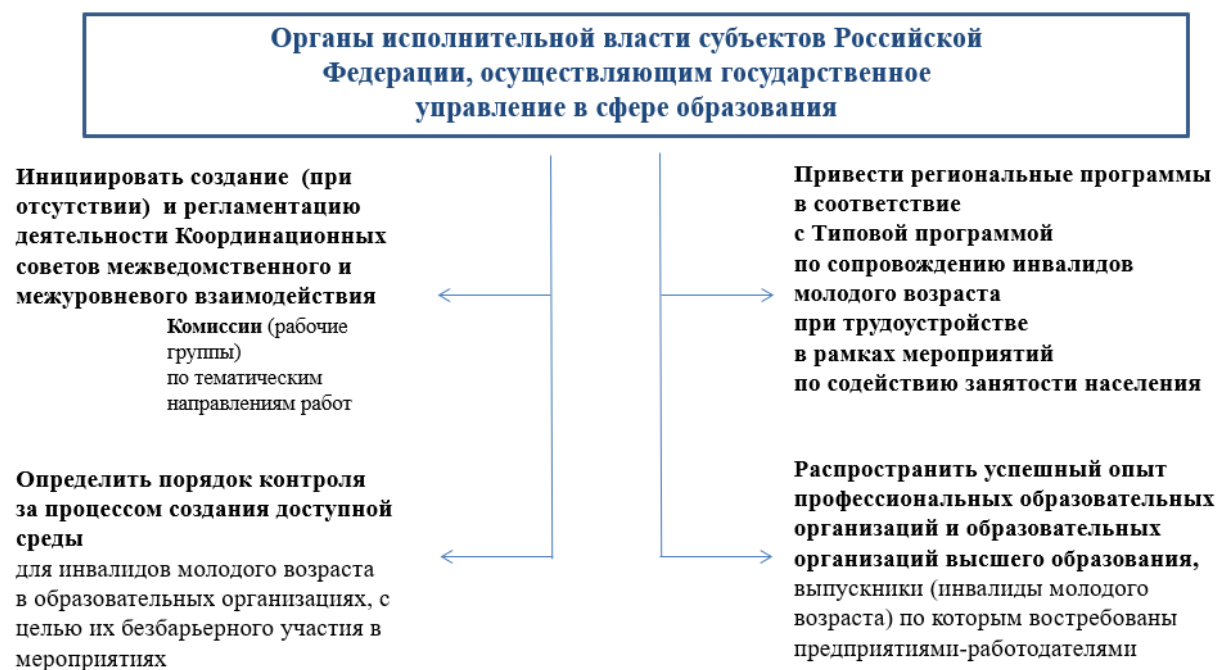 Органы исполнительной власти субъектов Российской
Федерации, осуществляющим государственное
управление в сфере образования
Инициировать создание (при
отсутствии) и регламентацию
деятельности Координационных
советов межведомственного и
межуровневого взаимодействия
Комиссии (рабочие
группы)
по тематическим
направлениям работ
Определить порядок контроля
за процессом создания доступной
среды
для инвалидов молодого возраста
в образовательных организациях, с
целью их безбарьерного участия в
мероприятиях
Привести региональные программы
в соответствие
с Типовой программой
по сопровождению инвалидов
молодого возраста
при трудоустройстве
в рамках мероприятий
по содействию занятости населения
Распространить успешный опыт
профессиональных образовательных
организаций и образовательных
организаций высшего образования,
выпускники (инвалиды молодого
возраста) по которым востребованы
предприятиями-работодателями